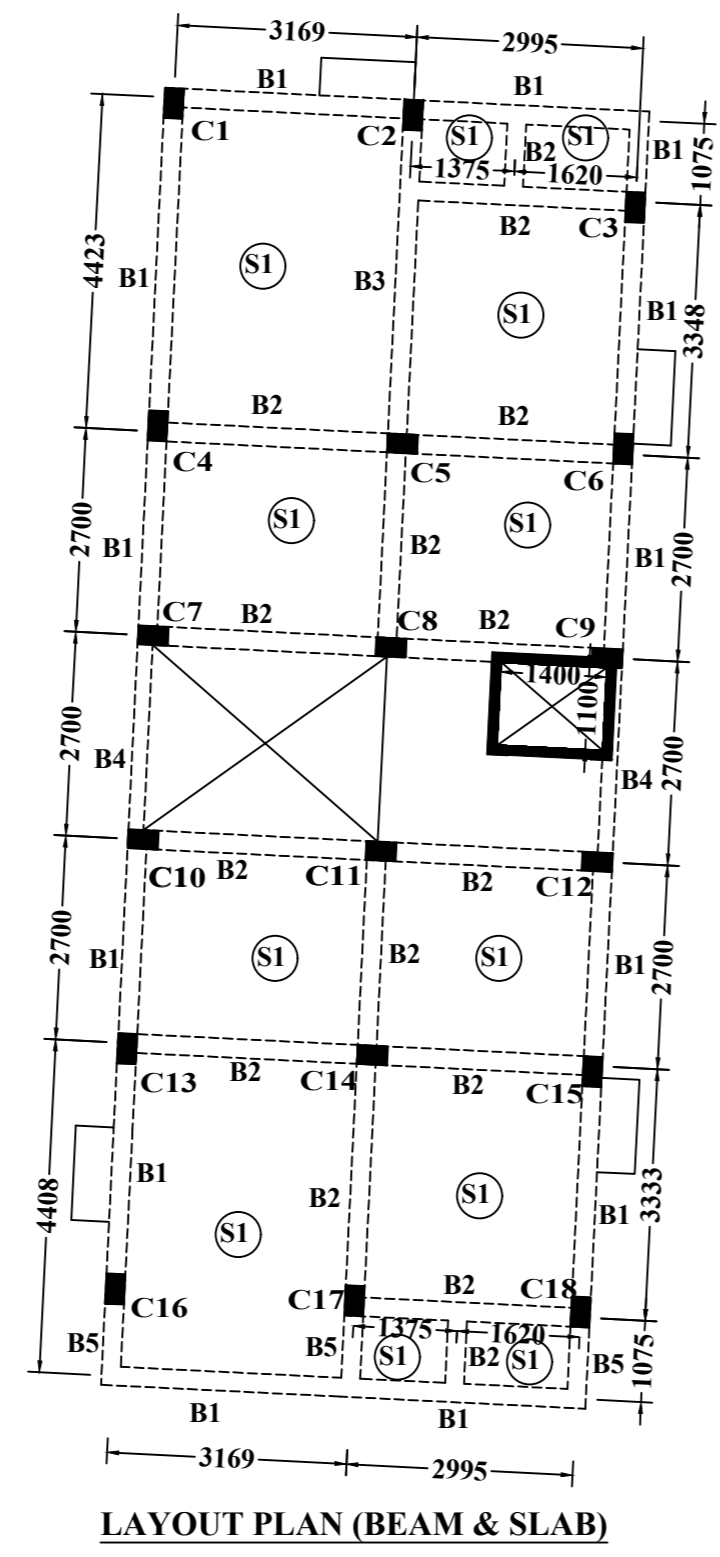 3169 2995
B1 B1
C1 C2 S1 S1 B2 B1
1375 1620 1075
C3
B2
4423 B1 S1 B3 S1 B1 3348
B2 B2
C4 C5 C6
2700 B1 S1 B2 S1 B1 2700
C7 B2 C8 B2 C9
1400
1100
2700 B4 B4 2700
C10 B2 C11 B2 C12
2700 B1 S1 B2 S1 B1 2700
C13 B2 C14 B2 C15
4408 B1 S1 B2 S1 B1 3333
C16 C17 B2 C18
1375 1620
B5 B5 S1 B2 S1 B5 1075
B1 B1
3169 2995
LAYOUT PLAN (BEAM & SLAB)